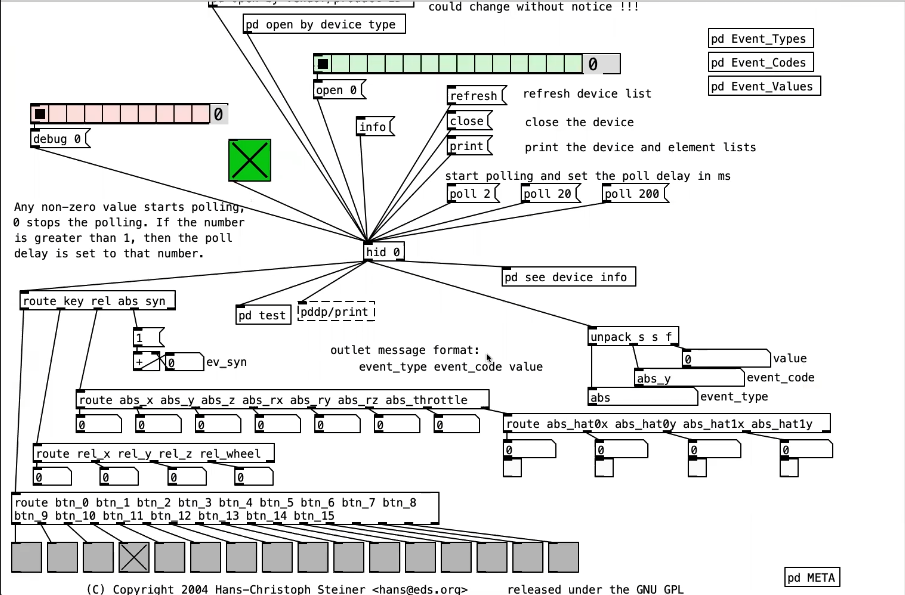 could change without notice !!!
pd open by device type
pd Event_Types
pd Event_Codes
pd Event_Values
0
open 0
refresh
refresh device list
0
debug 0
info
close
close the device
print
print the device and element lists
start polling and set the poll delay in ms
poll 2
poll 20
poll 200
Any non-zero value starts polling,
0 stops the polling. If the number
is greater than 1, then the poll
delay is set to that number.
hid 0
pd see device info
route key rel abs syn
pd test
pddp/print
1
+
0
ev_syn
outlet message format:
event_type event_code value
unpack s s f
0
value
abs_y
event_code
abs
event_type
route abs_x abs_y abs_z abs_rx abs_ry abs_rz abs_throttle
0
0
0
0
0
0
0
route abs_hat0x abs_hat0y abs_hat1x abs_hat1y
0
0
0
0
route rel_x rel_y rel_z rel_wheel
0
0
0
0
route btn_0 btn_1 btn_2 btn_3 btn_4 btn_5 btn_6 btn_7 btn_8
btn_9 btn_10 btn_11 btn_12 btn_13 btn_14 btn_15
pd META
(C) Copyright 2004 Hans-Christoph Steiner <hans@eds.org>
released under the GNU GPL